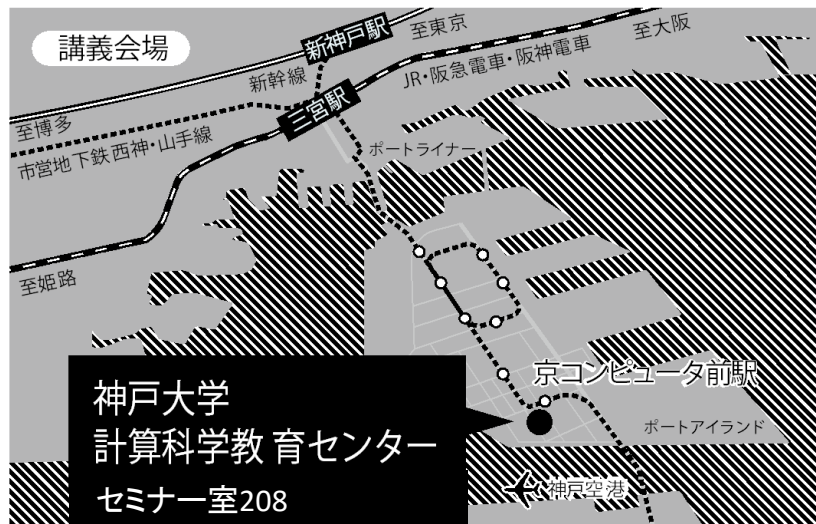 講義会場
新神戸駅
至東京
至大阪
新幹線
JR・阪急電車・阪神電車
至博多
三宮駅
市営地下鉄西神・山手線
ポートライナー
至姫路
京コンピュータ前駅
神戸大学
計算科学教 育センター
セミナー室208
ポートアイランド
神戸空港